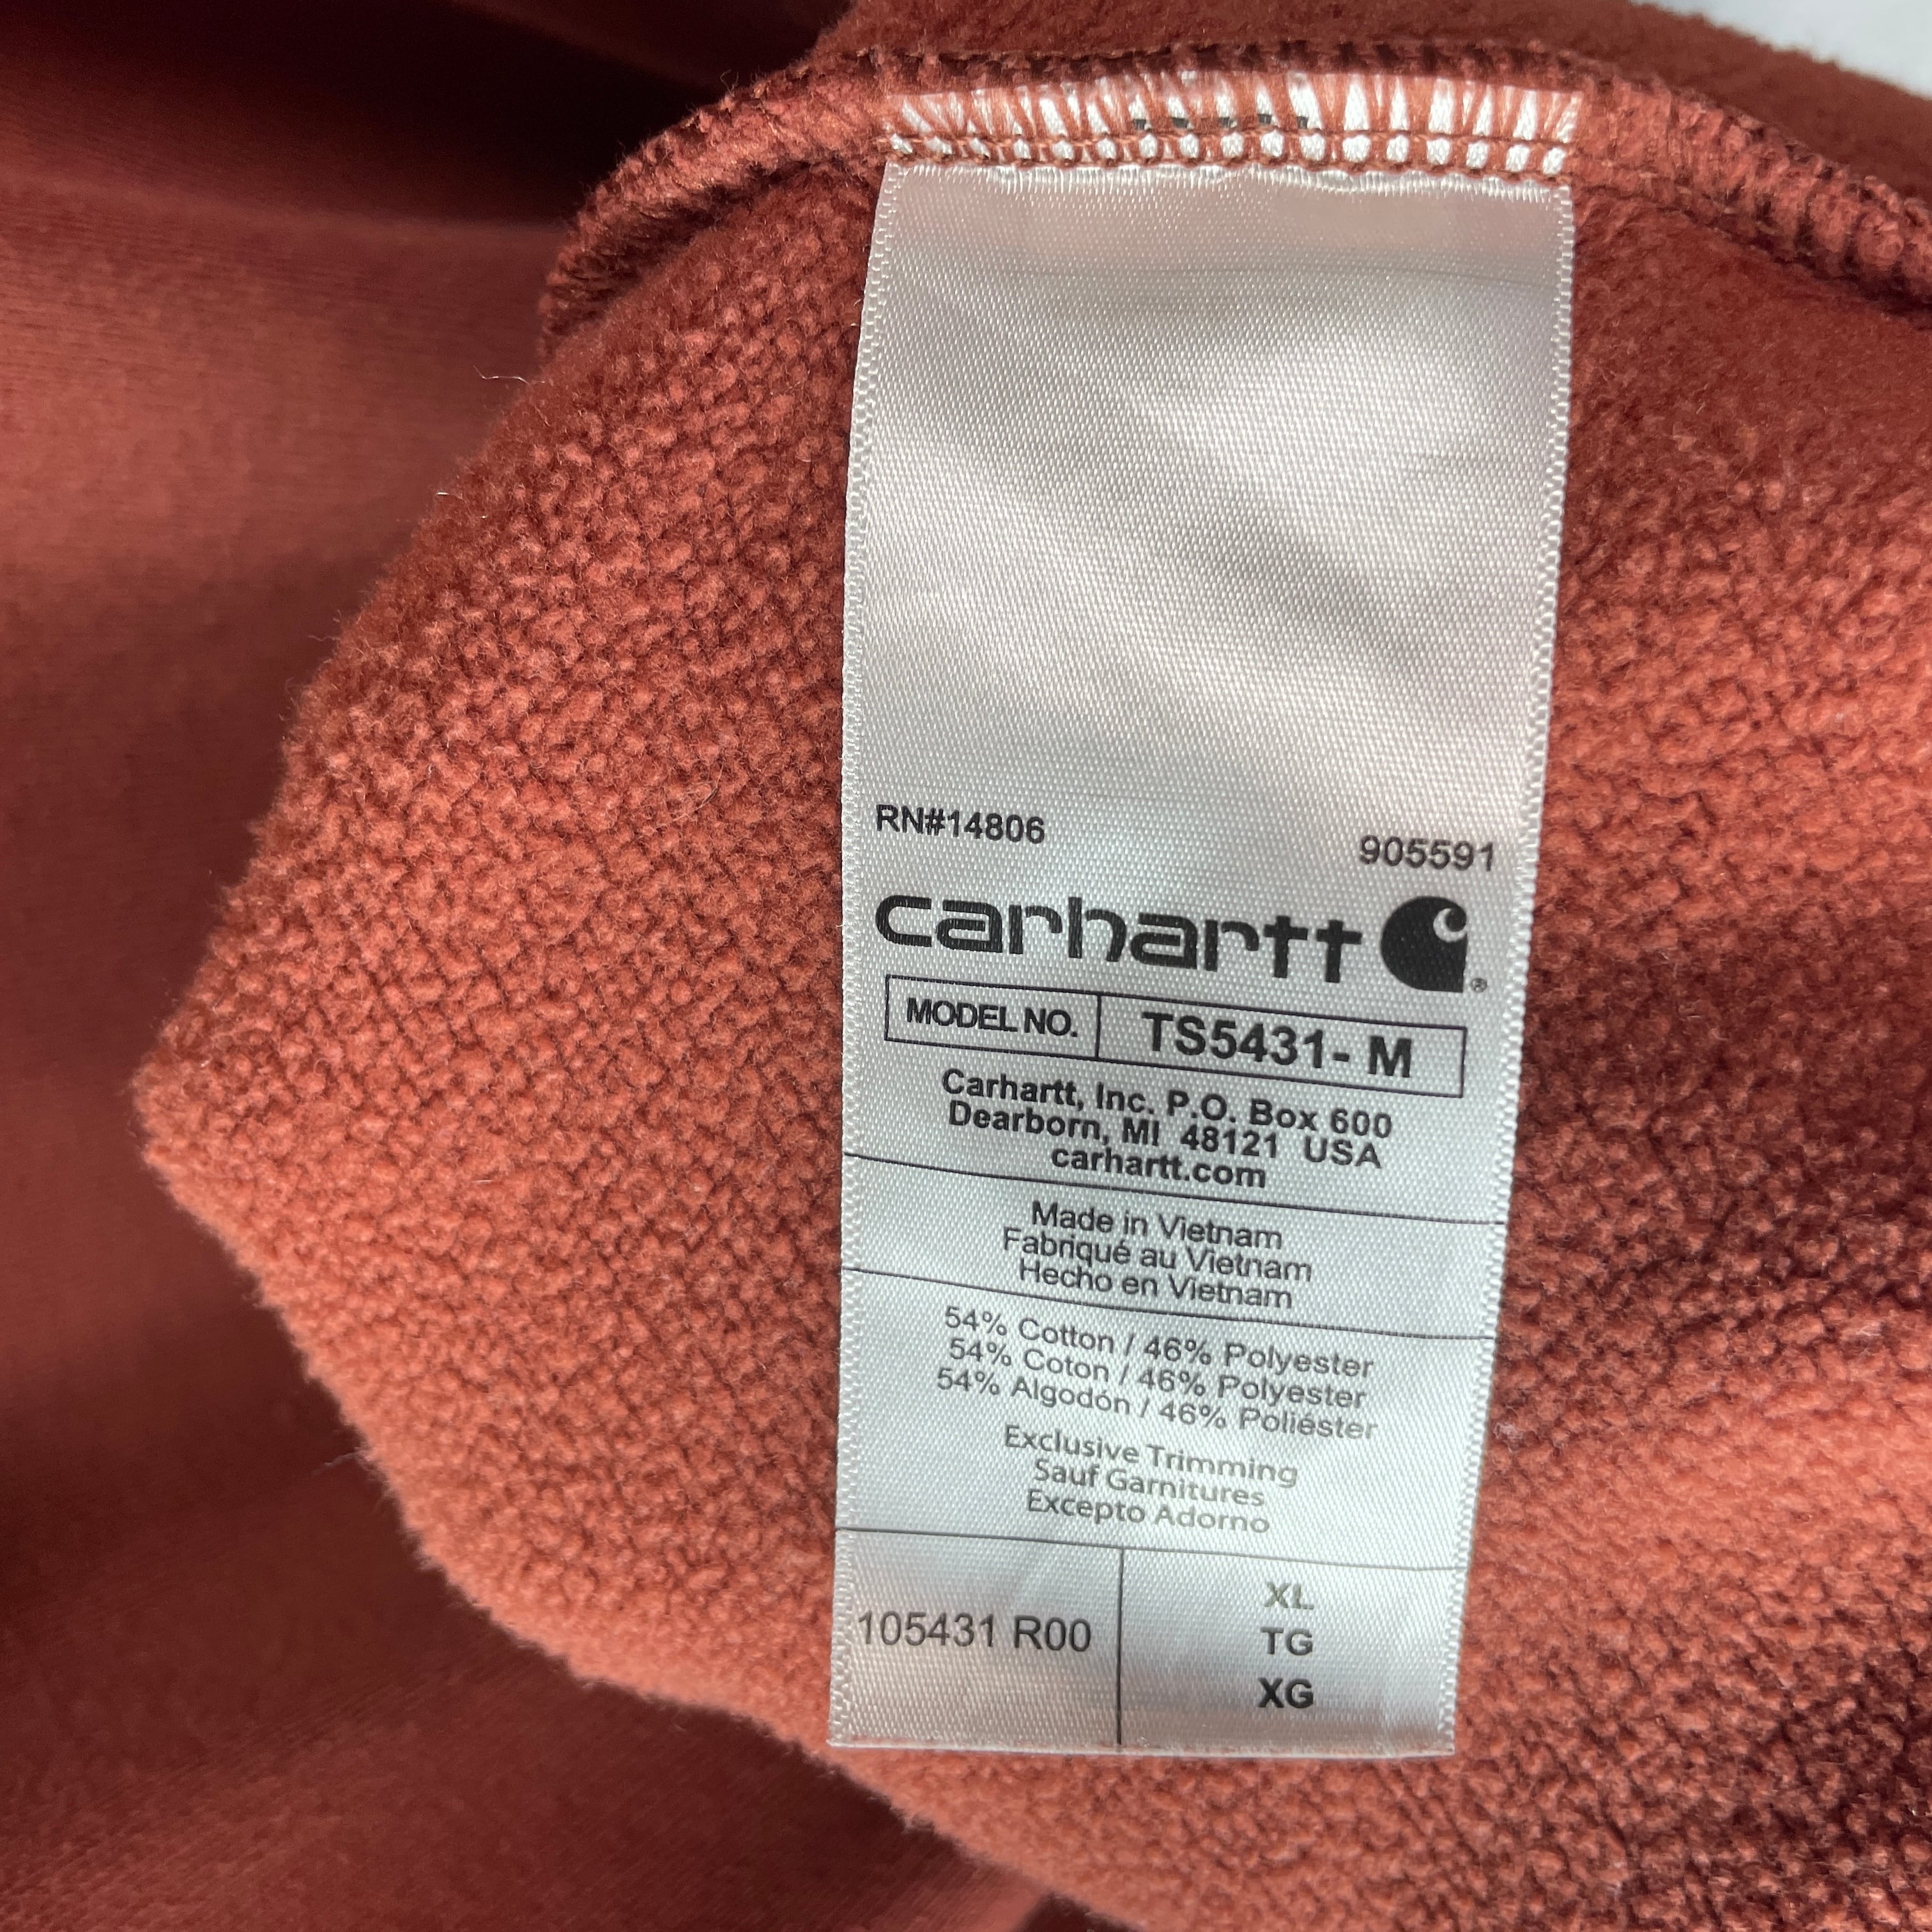 RN#14806
905591
carhartt ®
MODEL NO. TS5431- M
Carhartt, Inc. P.O. Box 600
Dearborn, MI 48121 USA
carhartt.com
Made in Vietnam
Fabriqué au Vietnam
Hecho en Vietnam
54% Cotton / 46% Polyester
54% Coton / 46% Polyester
54% Algodón / 46% Poliéster
Exclusive Trimming
Sauf Garnitures
Excepto Adorno
105431 R00
XL
TG
XG